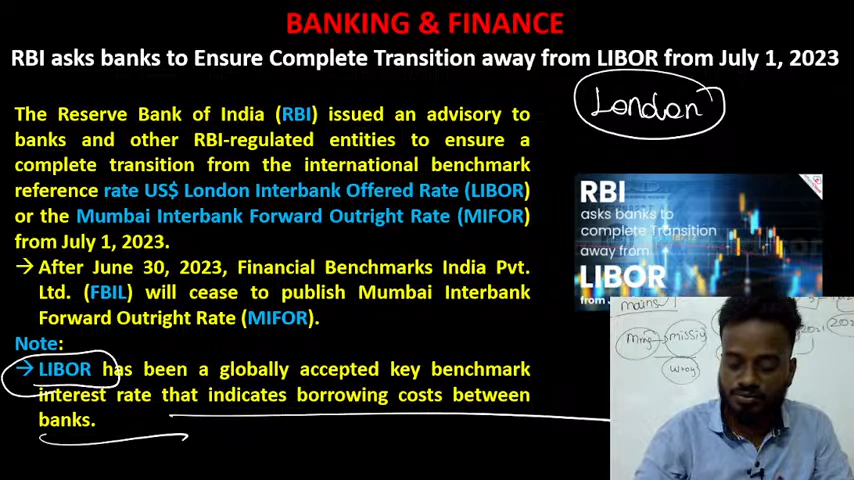 BANKING & FINANCE
RBI asks banks to Ensure Complete Transition away from LIBOR from July 1, 2023
London
The Reserve Bank of India (RBI) issued an advisory to
banks and other RBI-regulated entities to ensure a
complete transition from the international benchmark
reference rate US$ London Interbank Offered Rate (LIBOR)
or the Mumbai Interbank Forward Outright Rate (MIFOR)
from July 1, 2023.
→ After June 30, 2023, Financial Benchmarks India Pvt.
Ltd. (FBIL) will cease to publish Mumbai Interbank
Forward Outright Rate (MIFOR).
Note:
→ LIBOR has been a globally accepted key benchmark
interest rate that indicates borrowing costs between
banks.
RBI
asks banks to
complete Transition
away from
LIBOR
from J
mains